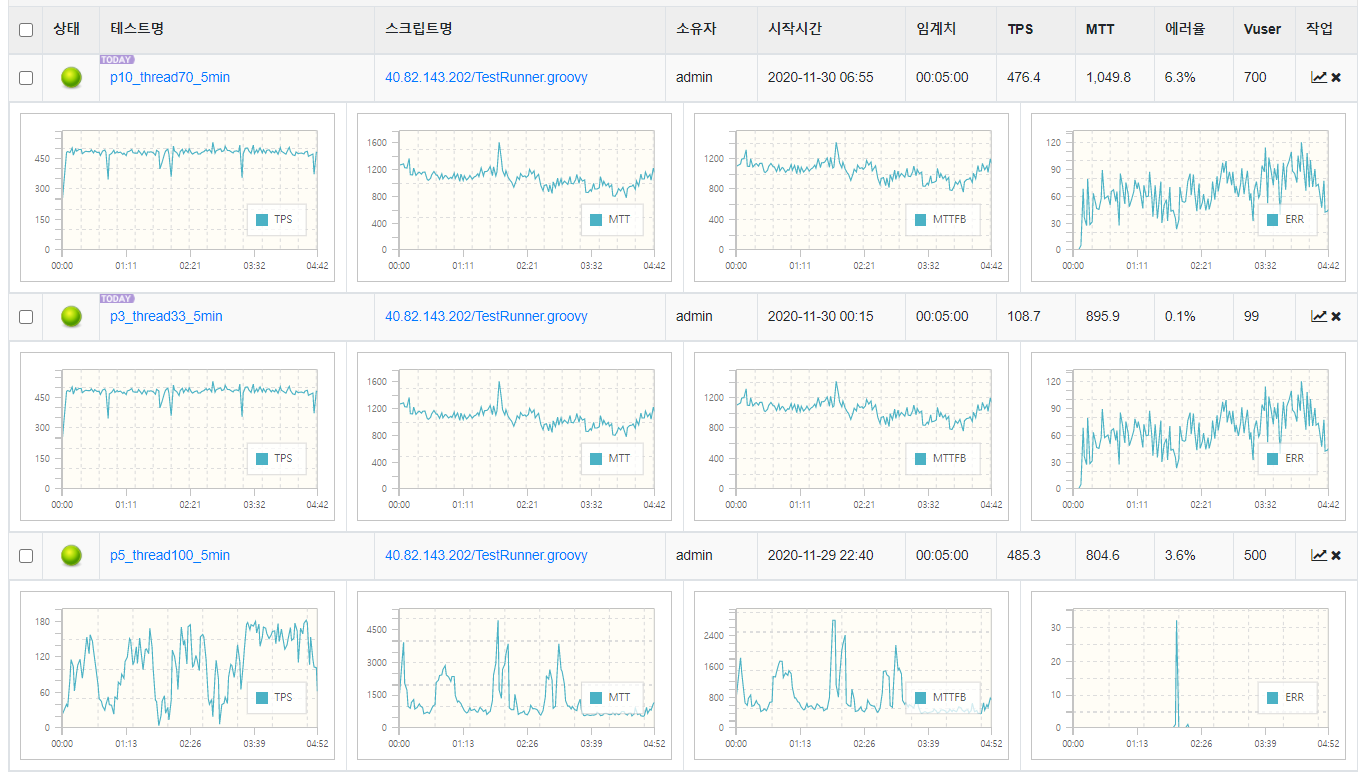 상태 테스트명 스크립트명 소유자 시작시간 임계치 TPS MTT 에러율 Vuser 작업
TODAY
p10_thread70_5min 40.82.143.202/TestRunner.groovy admin 2020-11-30 06:55 00:05:00 476.4 1,049.8 6.3% 700
450 300 150 0 TPS
00:00 01:11 02:21 03:32 04:42
1600 1200 800 400 0 MTT
00:00 01:11 02:21 03:32 04:42
1200 800 400 0 MTTFB
00:00 01:11 02:21 03:32 04:42
120 90 60 30 0 ERR
00:00 01:11 02:21 03:32 04:42
TODAY
p3_thread33_5min 40.82.143.202/TestRunner.groovy admin 2020-11-30 00:15 00:05:00 108.7 895.9 0.1% 99
450 300 150 0 TPS
00:00 01:11 02:21 03:32 04:42
1600 1200 800 400 0 MTT
00:00 01:11 02:21 03:32 04:42
1200 800 400 0 MTTFB
00:00 01:11 02:21 03:32 04:42
120 90 60 30 0 ERR
00:00 01:11 02:21 03:32 04:42
p5_thread100_5min 40.82.143.202/TestRunner.groovy admin 2020-11-29 22:40 00:05:00 485.3 804.6 3.6% 500
180 120 60 0 TPS
00:00 01:13 02:26 03:39 04:52
4500 3000 1500 0 MTT
00:00 01:13 02:26 03:39 04:52
2400 1600 800 0 MTTFB
00:00 01:13 02:26 03:39 04:52
30 20 10 0 ERR
00:00 01:13 02:26 03:39 04:52